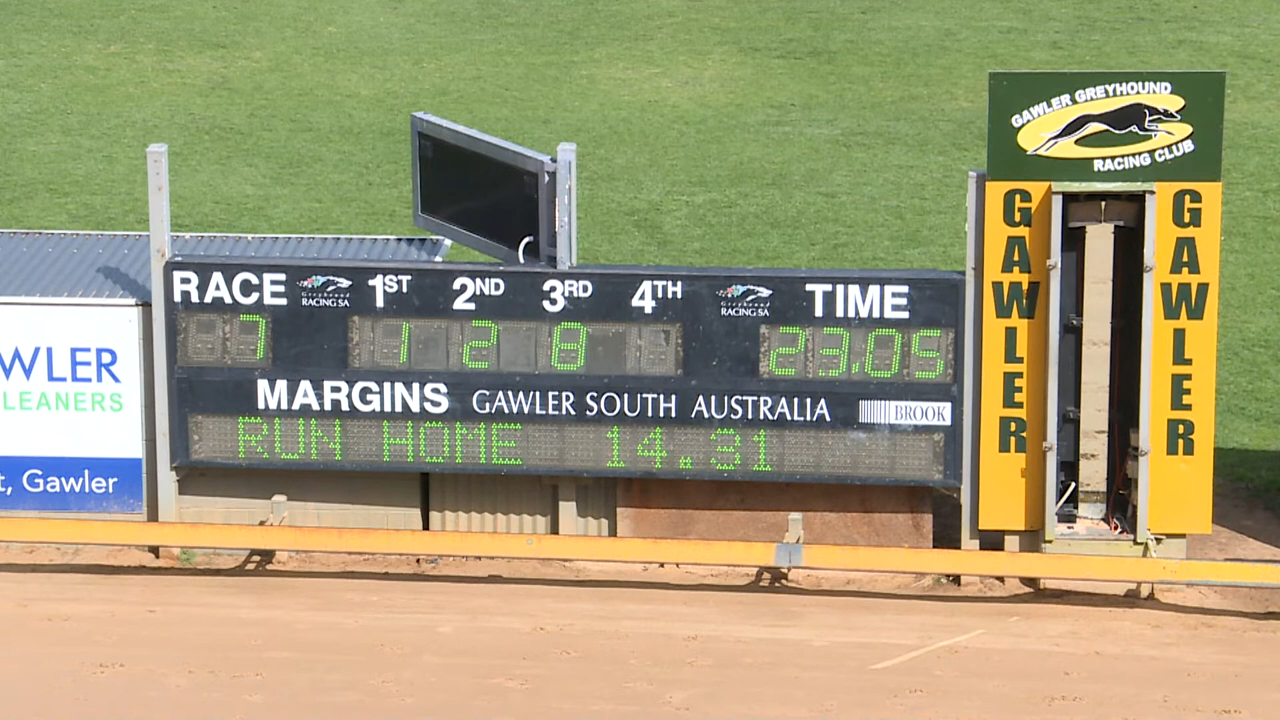 GAWLER GREYHOUND
RACING CLUB
GAWLER
GAWLER
RACE
Greyhound
RACING SA
1ST
2ND
3RD
4TH
Greyhound
RACING SA
TIME
7
1
2
8
23.05
MARGINS
GAWLER SOUTH AUSTRALIA
BROOK
RUN HOME 14.31
WLER
LEANERS
t, Gawler